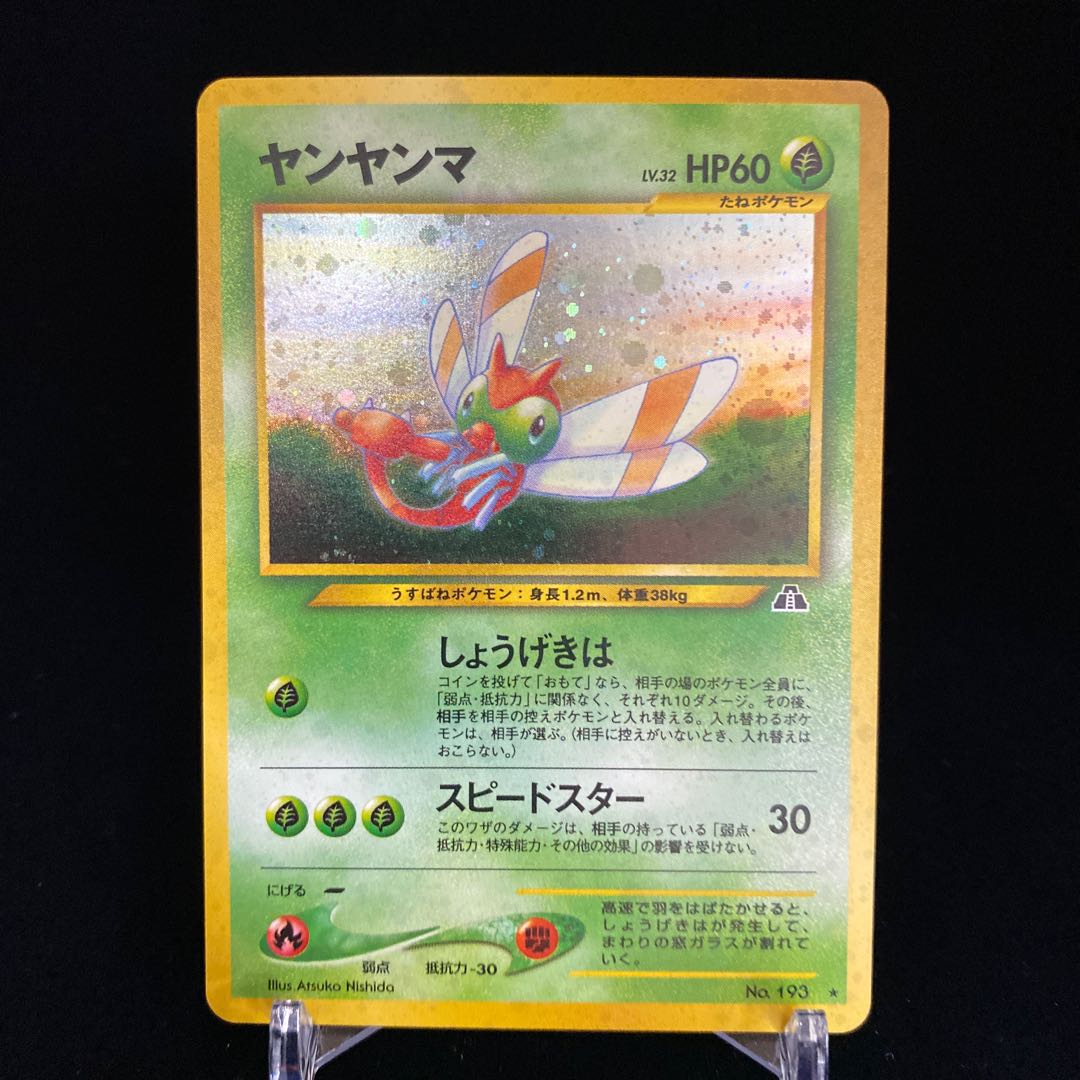 ヤンヤンマ LV.32 HP60
たねポケモン
うすばねポケモン：身長1.2m、体重38kg
しょうげきは
コインを投げて「おもて」なら、相手の場のポケモン全員に、
「弱点・抵抗力」に関係なく、それぞれ10ダメージ。その後、
相手を相手の控えポケモンと入れ替える。入れ替わるポケ
モンは、相手が選ぶ。（相手に控えがいないとき、入れ替えは
おこらない。）
スピードスター 30
このワザのダメージは、相手の持っている「弱点・
抵抗力・特殊能力・その他の効果」の影響を受けない。
にげる ー
弱点 抵抗力-30
高速で羽をはばたかせると、
しょうげきはが発生して、
まわりの窓ガラスが割れて
いく。
Illus.Atsuko Nishida
No. 193 ★